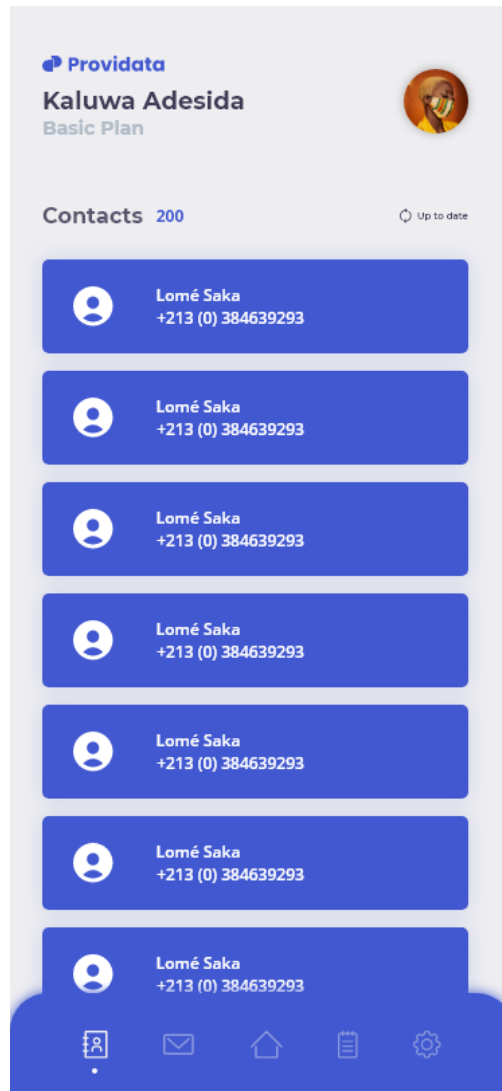 Providata
Kaluwa Adesida
Basic Plan
Contacts 200
Up to date
Lomé Saka
+213 (0) 384639293
Lomé Saka
+213 (0) 384639293
Lomé Saka
+213 (0) 384639293
Lomé Saka
+213 (0) 384639293
Lomé Saka
+213 (0) 384639293
Lomé Saka
+213 (0) 384639293
Lomé Saka
+213 (0) 384639293